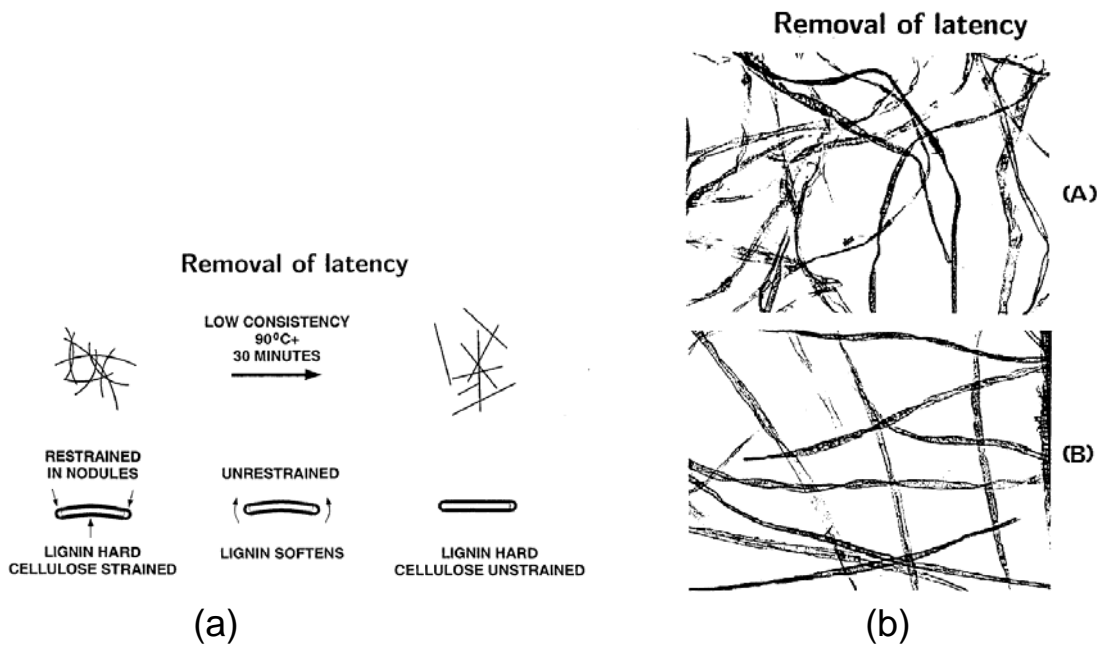 Removal of latency
LOW CONSISTENCY
90⁰C+
30 MINUTES
RESTRAINED
IN NODULES
UNRESTRAINED
LIGNIN HARD
CELLULOSE STRAINED
LIGNIN SOFTENS
LIGNIN HARD
CELLULOSE UNSTRAINED
(a)
Removal of latency
(A)
(B)
(b)